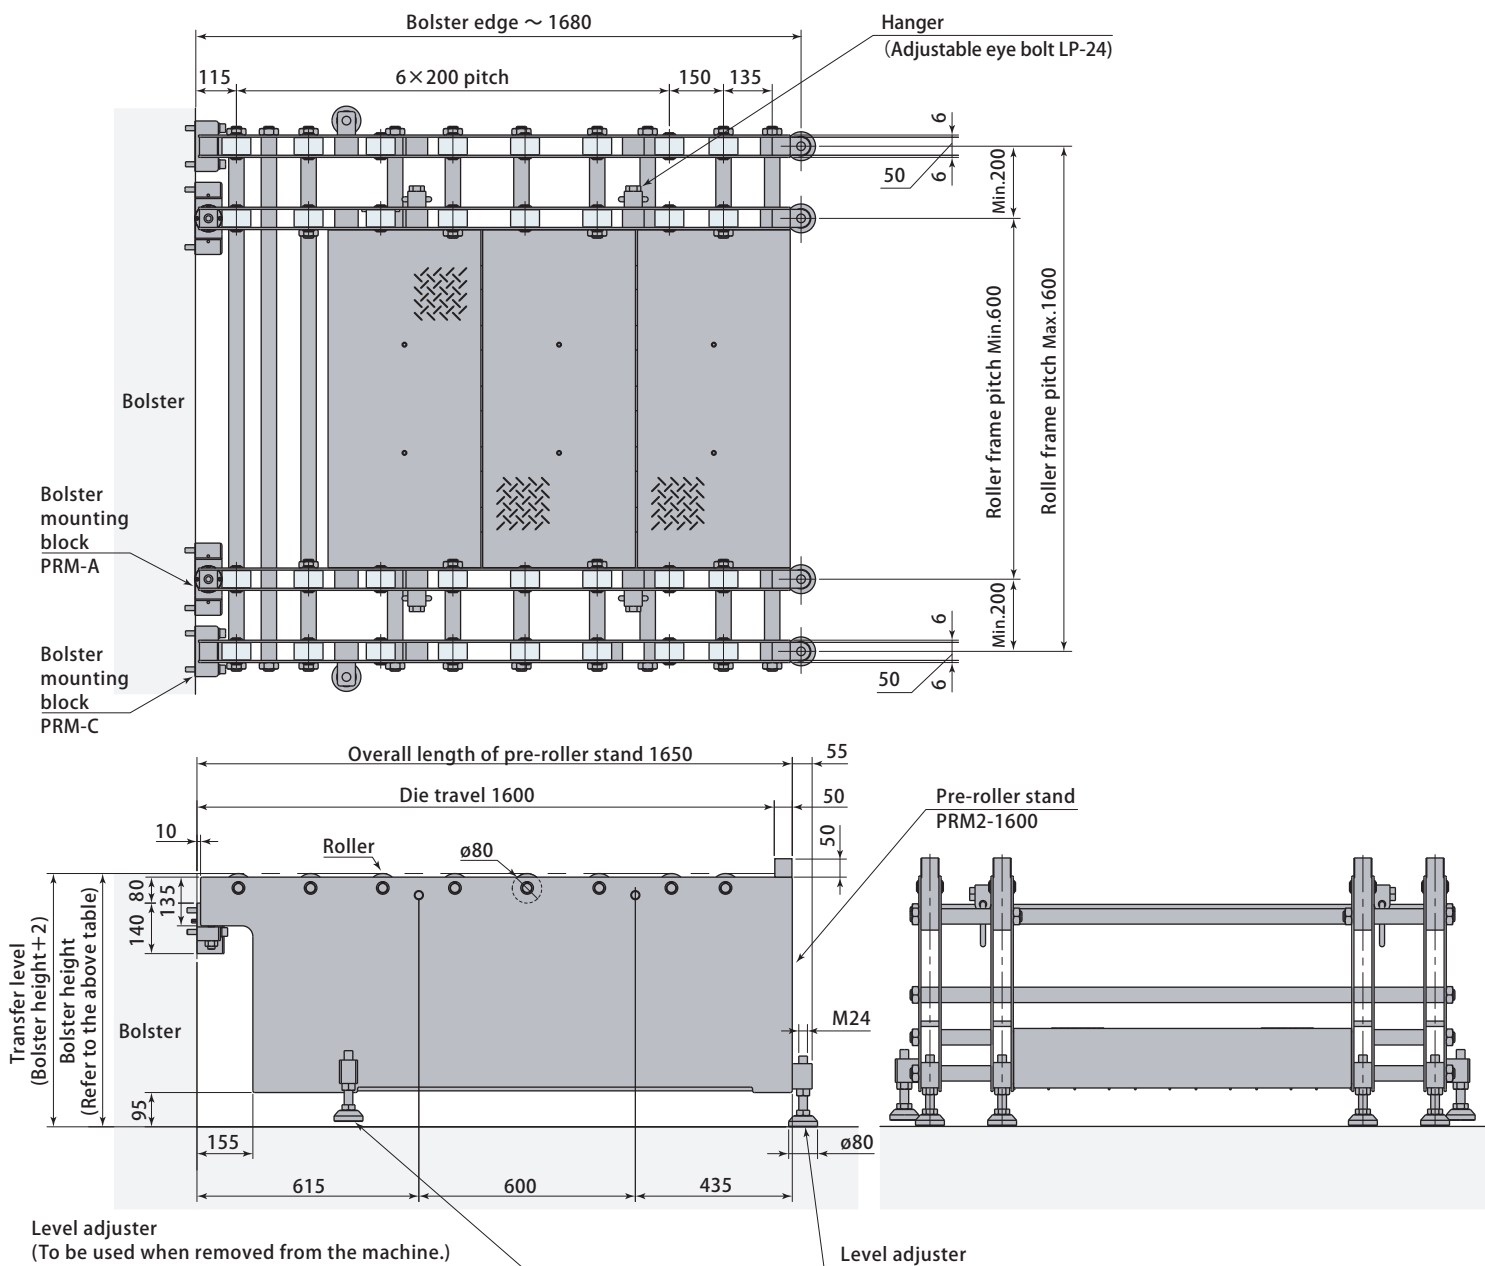 Bolster edge ～ 1680
Hanger
(Adjustable eye bolt LP-24)
115
6×200 pitch
150
135
6
50
6
Min.200
Roller frame pitch Min.600
Roller frame pitch Max.1600
Bolster
Bolster
mounting
block
PRM-A
Min.200
6
50
6
Bolster
mounting
block
PRM-C
Overall length of pre-roller stand 1650
55
Die travel 1600
50
Pre-roller stand
PRM2-1600
10
Roller
ø80
50
80
135
140
Transfer level
(Bolster height+2)
Bolster height
(Refer to the above table)
Bolster
M24
95
155
ø80
615
600
435
Level adjuster
(To be used when removed from the machine.)
Level adjuster